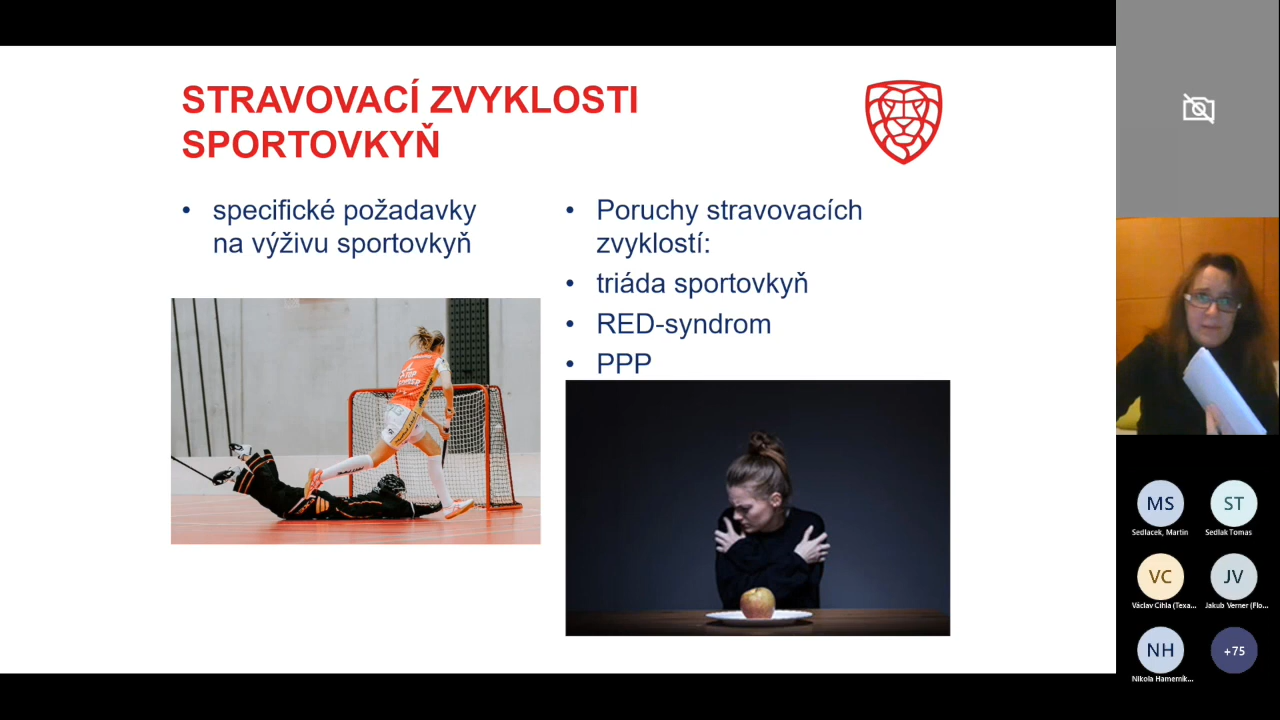 STRAVOVACÍ ZVYKLOSTI
SPORTOVKYŇ
• specifické požadavky
na výživu sportovkyň
• Poruchy stravovacích
zvyklostí:
• triáda sportovkyň
• RED-syndrom
• PPP
MS
Sedlacek, Martin
ST
Sedlak Tomas
VC
Václav Cihla (Texa...
JV
Jakub Verner (Flo...
NH
Nikola Hamerník...
+75